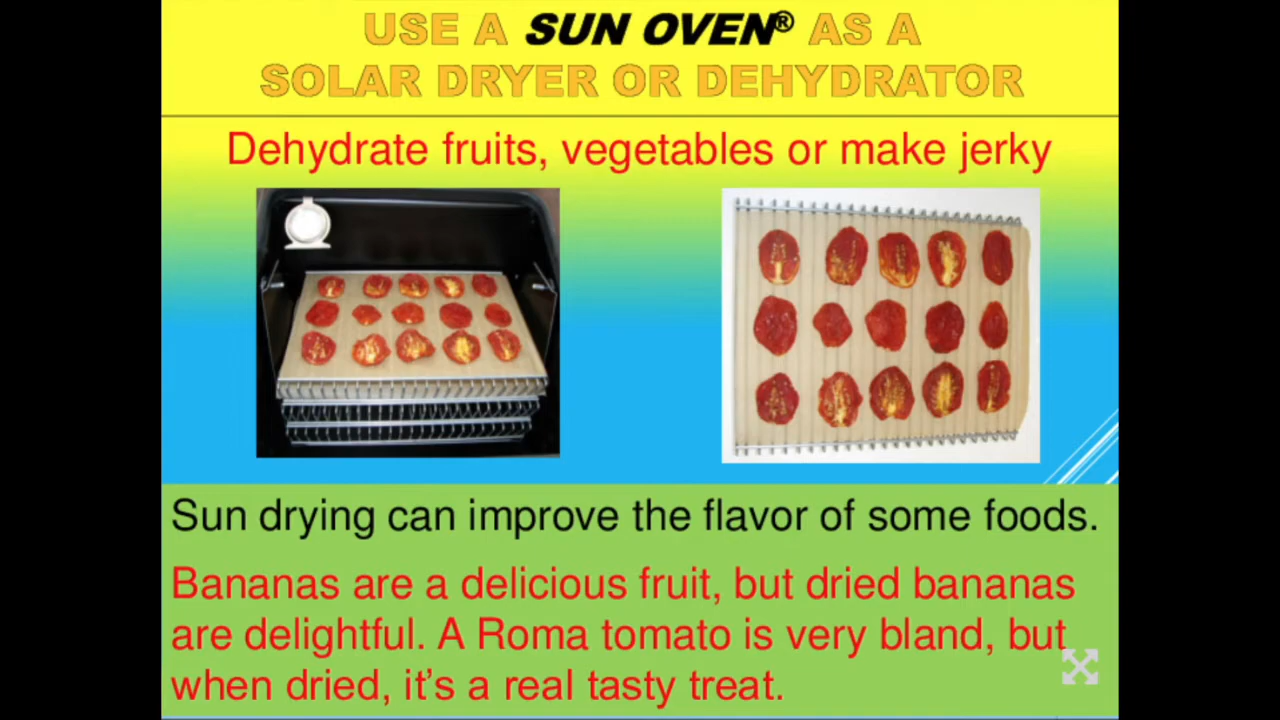 USE A SUN OVEN® AS A
SOLAR DRYER OR DEHYDRATOR
Dehydrate fruits, vegetables or make jerky
Sun drying can improve the flavor of some foods.
Bananas are a delicious fruit, but dried bananas
are delightful. A Roma tomato is very bland, but
when dried, it’s a real tasty treat.